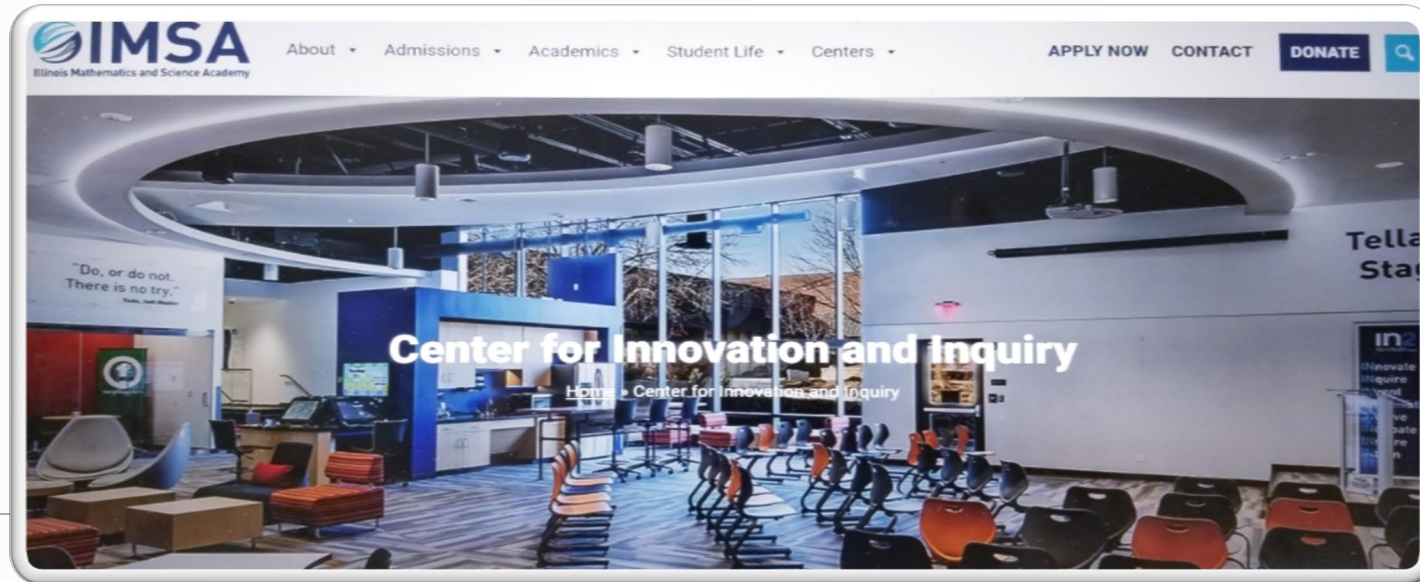 IMSA
Illinois Mathematics and Science Academy
About Admissions Academics Student Life Centers APPLY NOW CONTACT DONATE
"Do, or do not.
There is no try."
Tella
Sta
Center for Innovation and Inquiry
Home » Center for Innovation and Inquiry
in2
INnovate
INquire